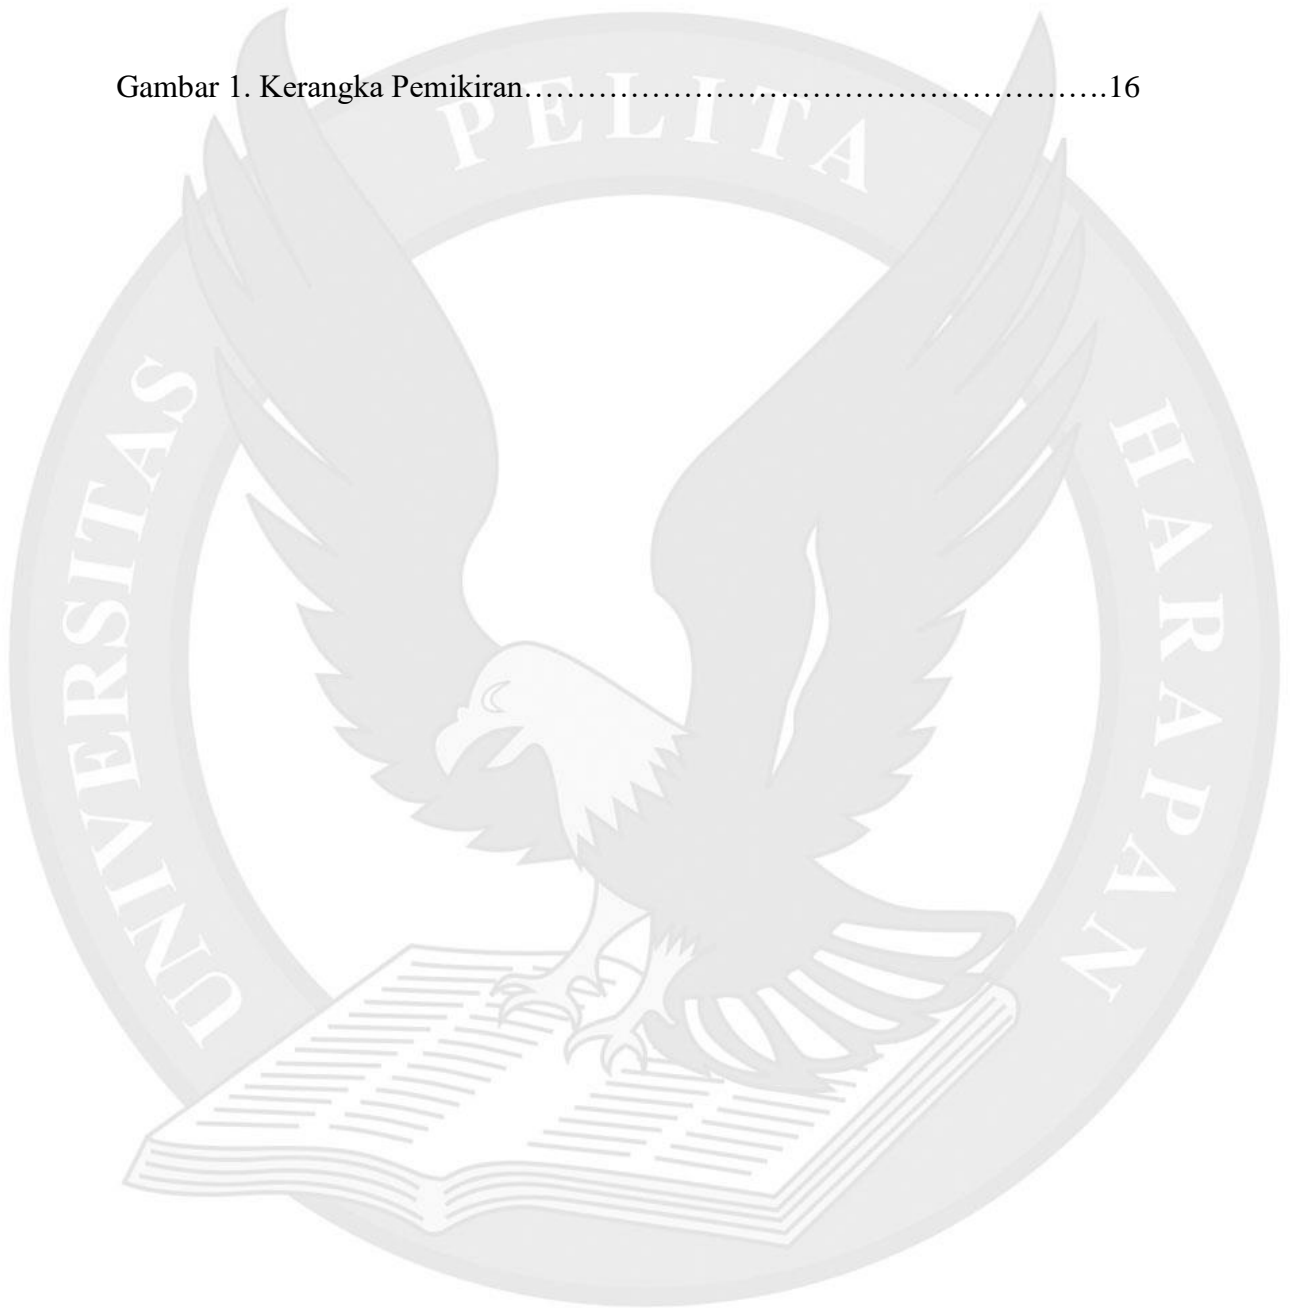 Gambar 1. Kerangka Pemikiran……………………………………………….16
UNIVERSITAS PELITA HARAPAN